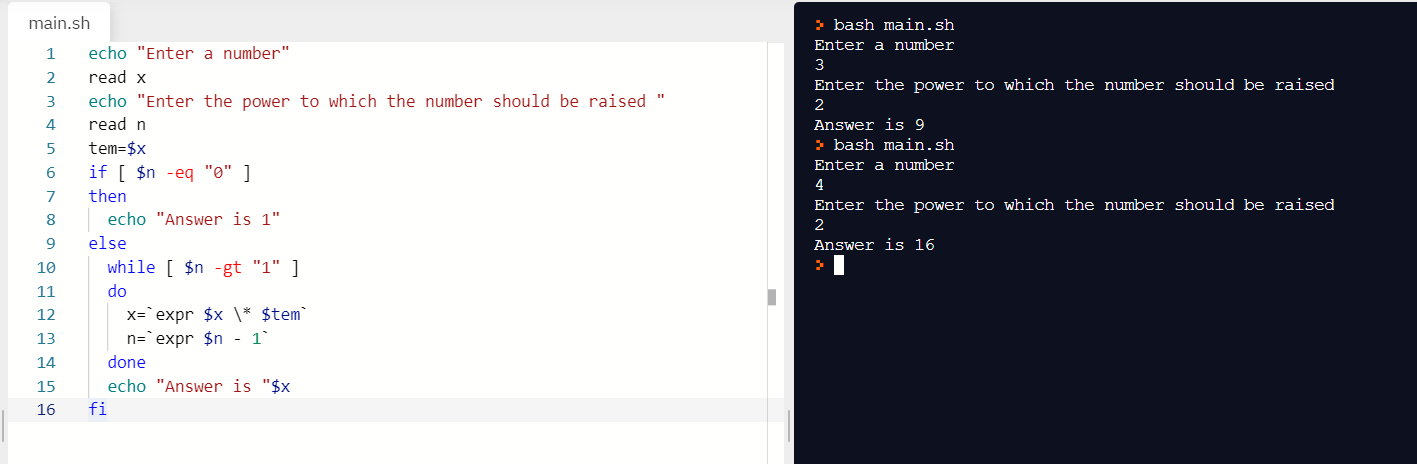 main.sh
1 echo "Enter a number"
2 read x
3 echo "Enter the power to which the number should be raised "
4 read n
5 tem=$x
6 if [ $n -eq "0" ]
7 then
8 echo "Answer is 1"
9 else
10 while [ $n -gt "1" ]
11 do
12 x=`expr $x \* $tem`
13 n=`expr $n - 1`
14 done
15 echo "Answer is "$x
16 fi
> bash main.sh
Enter a number
3
Enter the power to which the number should be raised
2
Answer is 9
> bash main.sh
Enter a number
4
Enter the power to which the number should be raised
2
Answer is 16
>